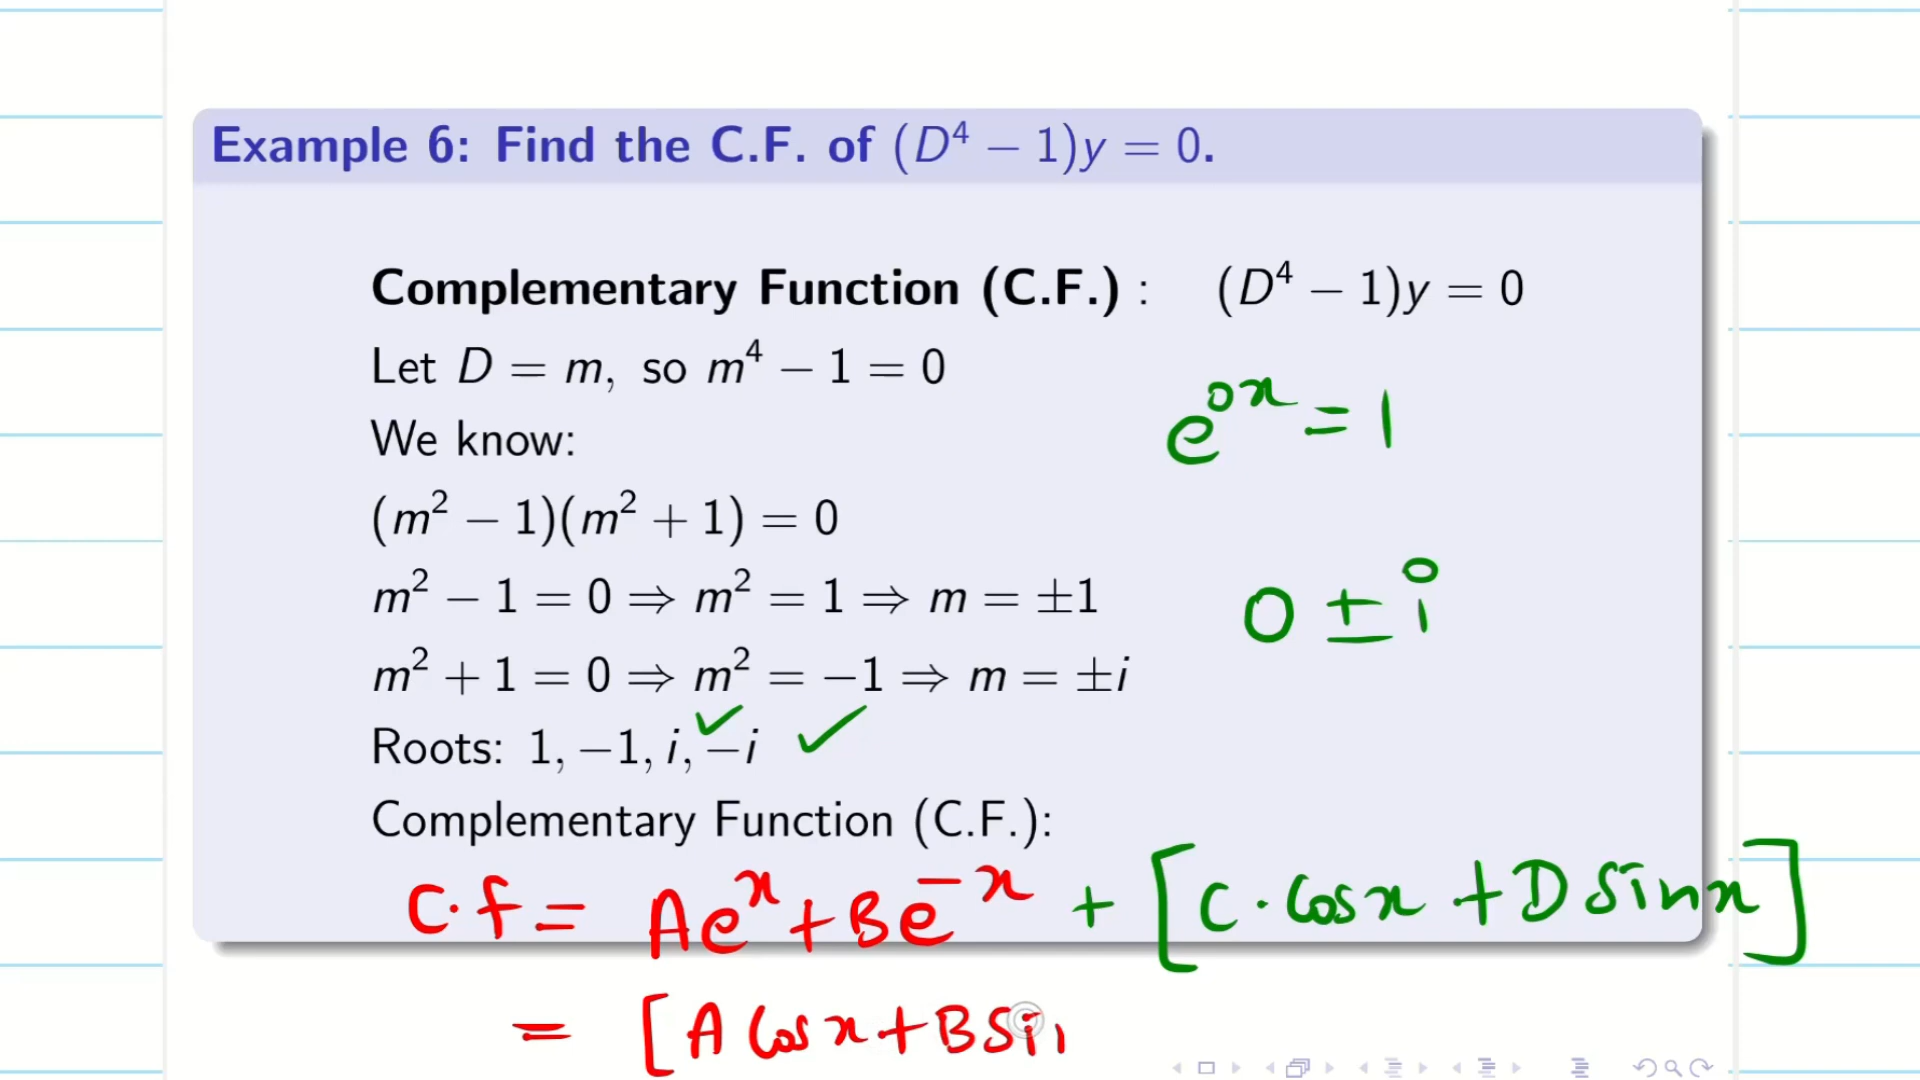 Example 6: Find the C.F. of (D⁴ − 1)y = 0.
Complementary Function (C.F.) : (D⁴ − 1)y = 0
Let D = m, so m⁴ − 1 = 0
e⁰ˣ = 1
We know:
(m² − 1)(m² + 1) = 0
m² − 1 = 0 ⇒ m² = 1 ⇒ m = ±1
0 ± i
m² + 1 = 0 ⇒ m² = −1 ⇒ m = ±i
Roots: 1, −1, i, −i ✓ ✓
Complementary Function (C.F.):
C.f = Aeˣ + Be⁻ˣ + [C·Cosx + D Sinx]
= [A Cosx + B Si